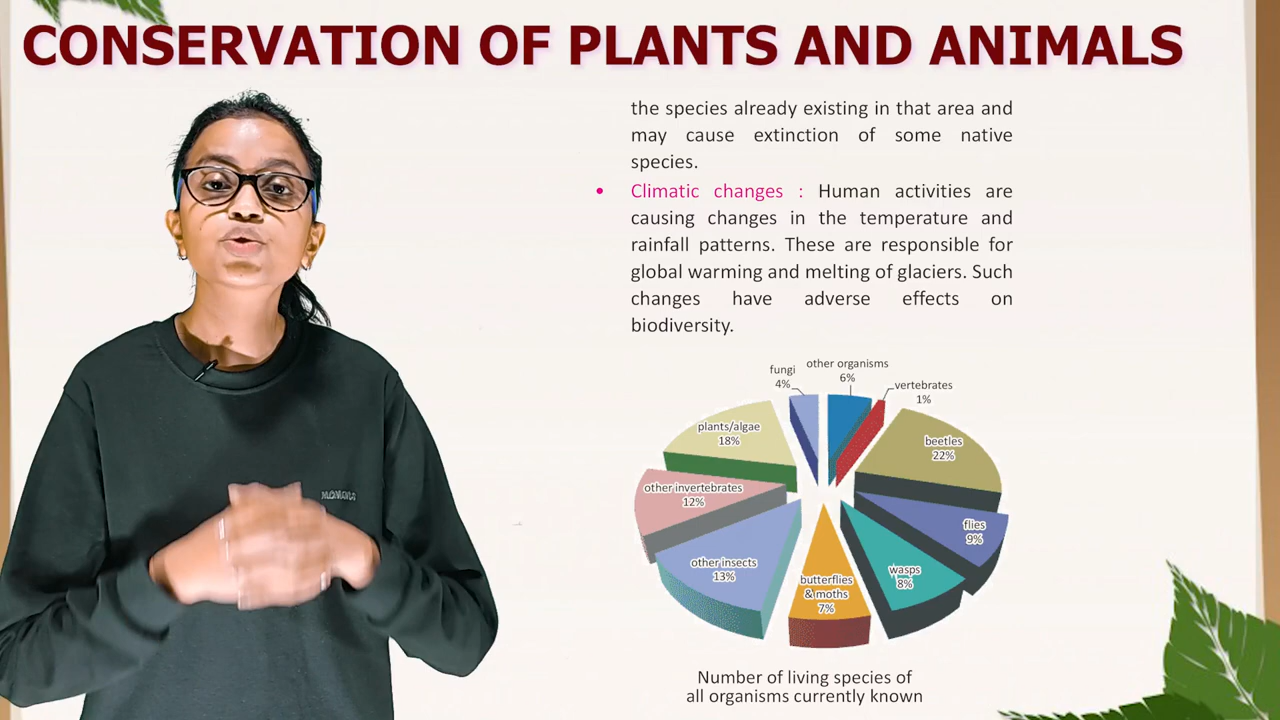 CONSERVATION OF PLANTS AND ANIMALS
the species already existing in that area and
may cause extinction of some native
species.
• Climatic changes : Human activities are
causing changes in the temperature and
rainfall patterns. These are responsible for
global warming and melting of glaciers. Such
changes have adverse effects on
biodiversity.
fungi
4%
other organisms
6%
vertebrates
1%
plants/algae
18%
beetles
22%
other invertebrates
12%
flies
9%
other insects
13%
butterflies
& moths
7%
wasps
8%
Number of living species of
all organisms currently known